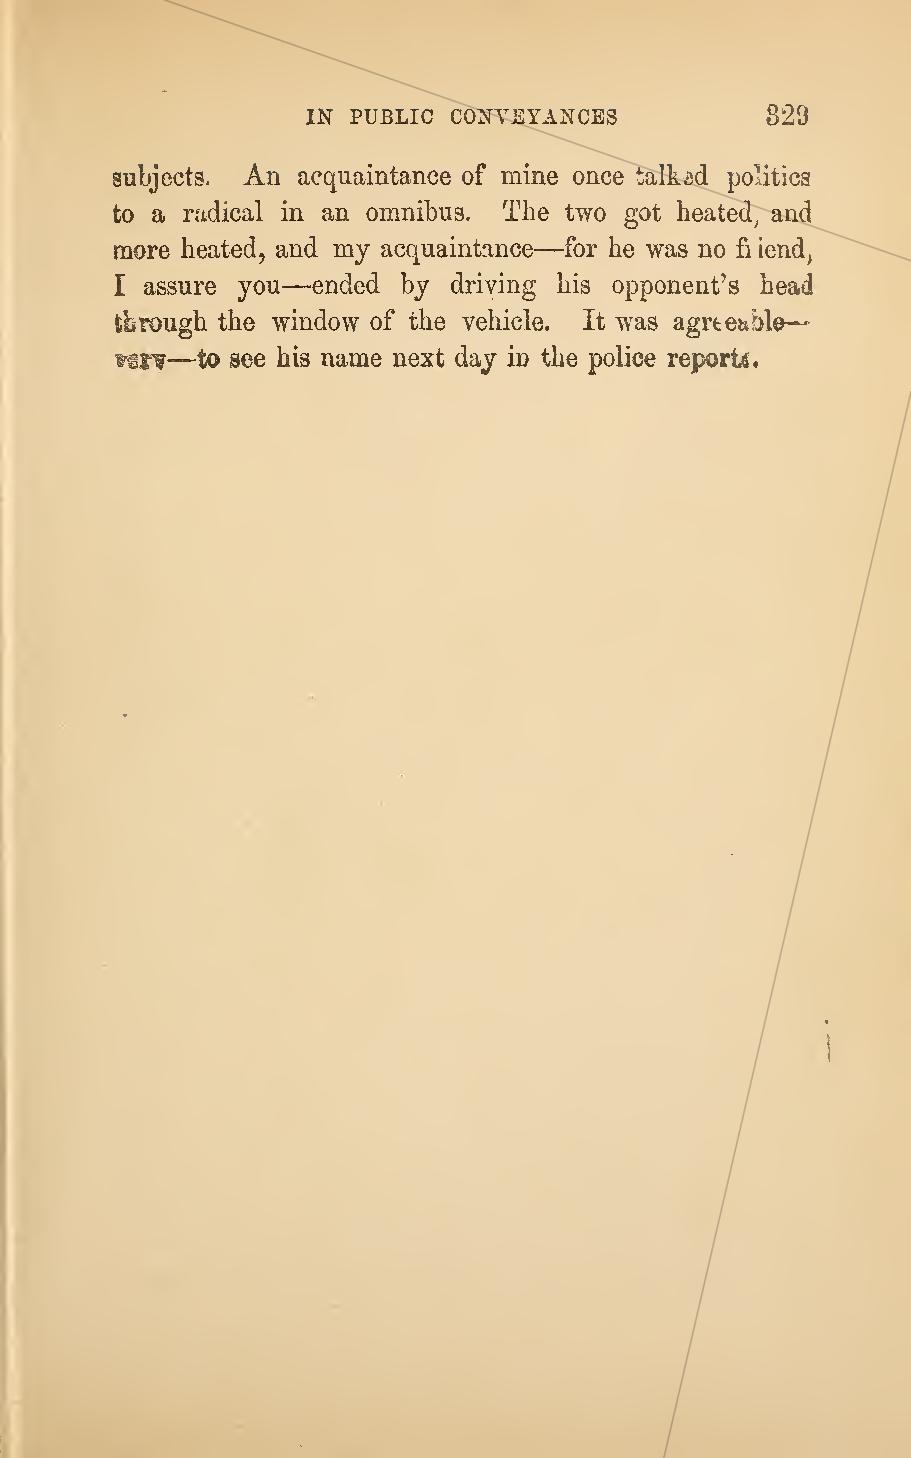 IN PUBLIC CONVEYANCES 329
subjects. An acquaintance of mine once talked politics
to a radical in an omnibus. The two got heated, and
more heated, and my acquaintance—for he was no friend,
I assure you—ended by driving his opponent's head
through the window of the vehicle. It was agreeable—
very—to see his name next day in the police reports.